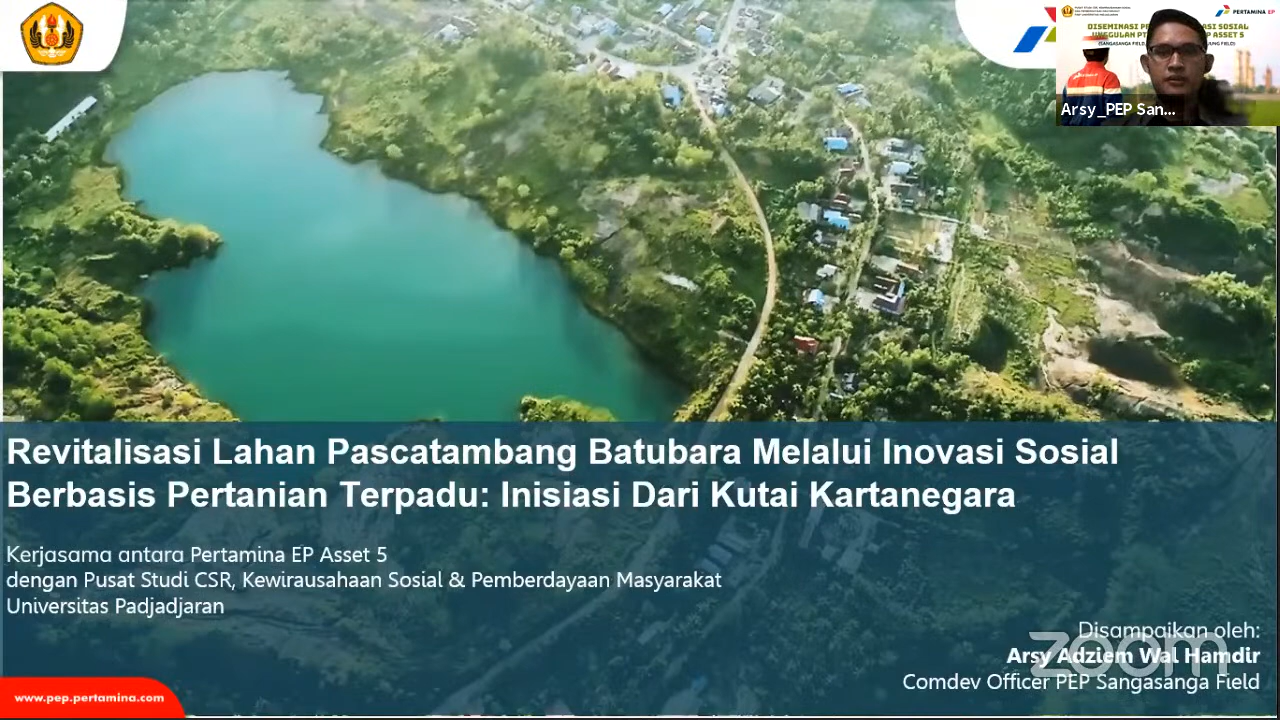 PERTAMINA EP
Arsy_PEP San...
Revitalisasi Lahan Pascatambang Batubara Melalui Inovasi Sosial
Berbasis Pertanian Terpadu: Inisiasi Dari Kutai Kartanegara
Kerjasama antara Pertamina EP Asset 5
dengan Pusat Studi CSR, Kewirausahaan Sosial & Pemberdayaan Masyarakat
Universitas Padjadjaran
Disampaikan oleh:
Arsy Adziem Wal Hamdir
Comdev Officer PEP Sangasanga Field
zoom
www.pep.pertamina.com